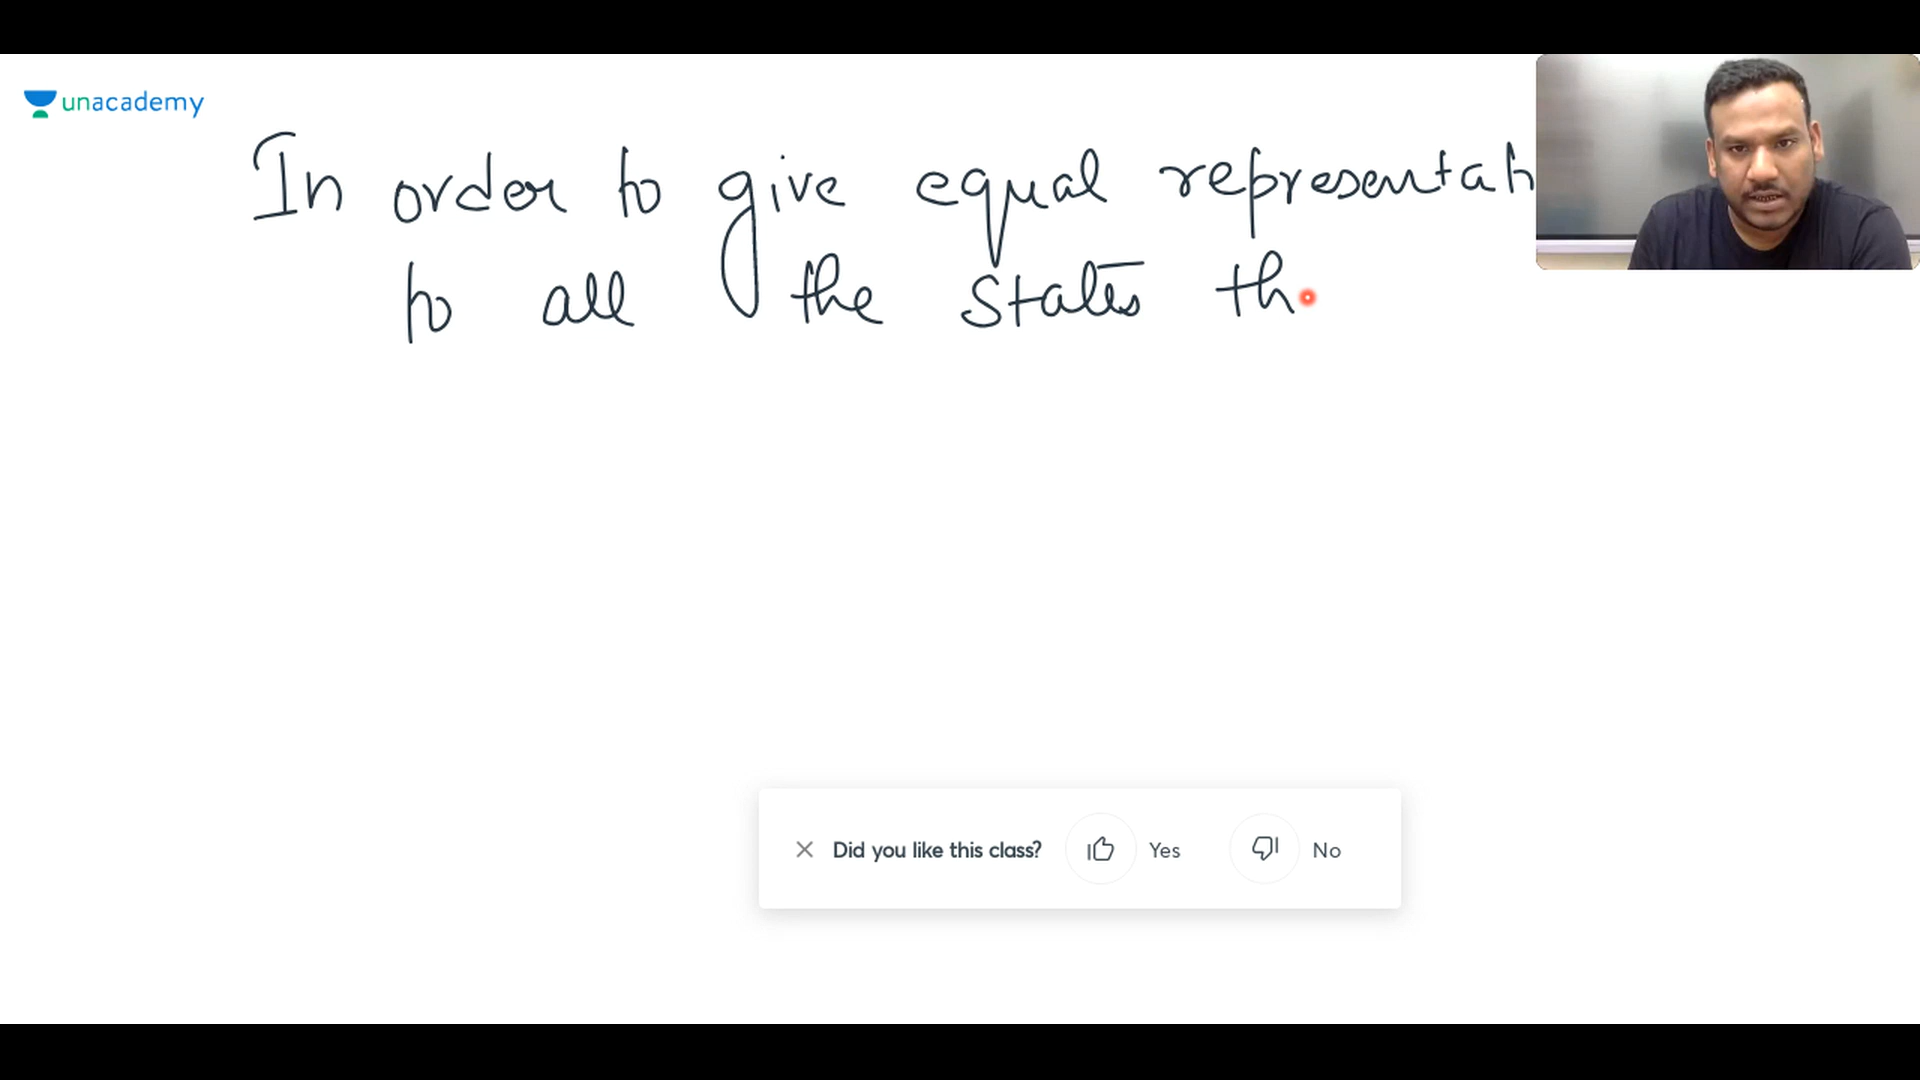 unacademy
In order to give equal representati
to all the States th
Did you like this class? Yes No